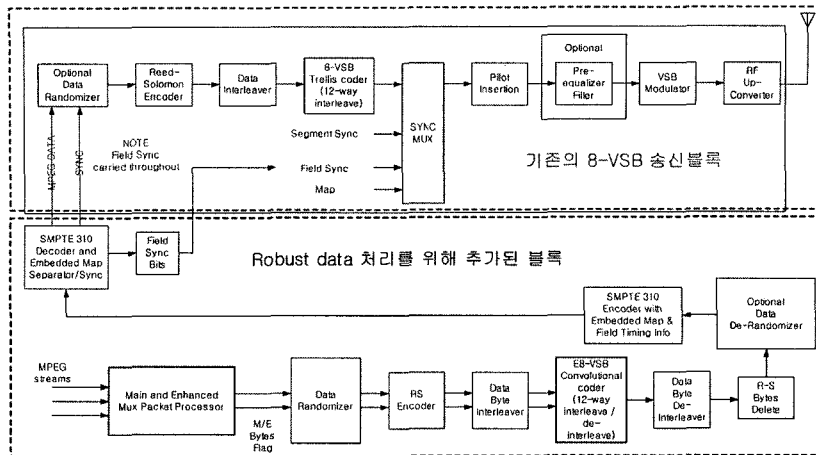 Optional
Data
Randomizer
Reed-
Solomon
Encoder
Data
Interleaver
8-VSB
Trellis coder
(12-way
interleave)
SYNC
MUX
Pilot
Insertion
Optional
Pre-
equalizer
Filter
VSB
Modulator
RF
Up-
Converter
MPEG DATA
SYNC
NOTE
Field Sync
carried throughout
Segment Sync
Field Sync
Map
기존의 8-VSB 송신블록
SMPTE 310
Decoder and
Embedded Map
Separator/Sync
Field
Sync
Bits
Robust data 처리를 위해 추가된 블록
SMPTE 310
Encoder with
Embedded Map &
Field Timing Info
Optional
Data
De-Randomizer
MPEG
streams
Main and Enhanced
Mux Packet Processor
M/E
Bytes
Flag
Data
Randomizer
RS
Encoder
Data
Byte
Interleaver
E8-VSB
Convolutional
coder
(12-way
interleave /
de-
interleave)
Data
Byte
De-
Interleaver
R-S
Bytes
Delete